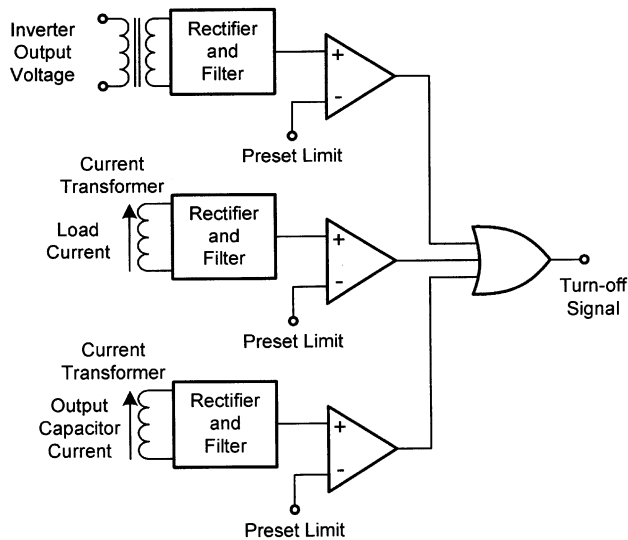 Inverter
Output
Voltage
Rectifier
and
Filter
+
-
Preset Limit
Current
Transformer
Load
Current
Rectifier
and
Filter
+
-
Preset Limit
Turn-off
Signal
Current
Transformer
Output
Capacitor
Current
Rectifier
and
Filter
+
-
Preset Limit